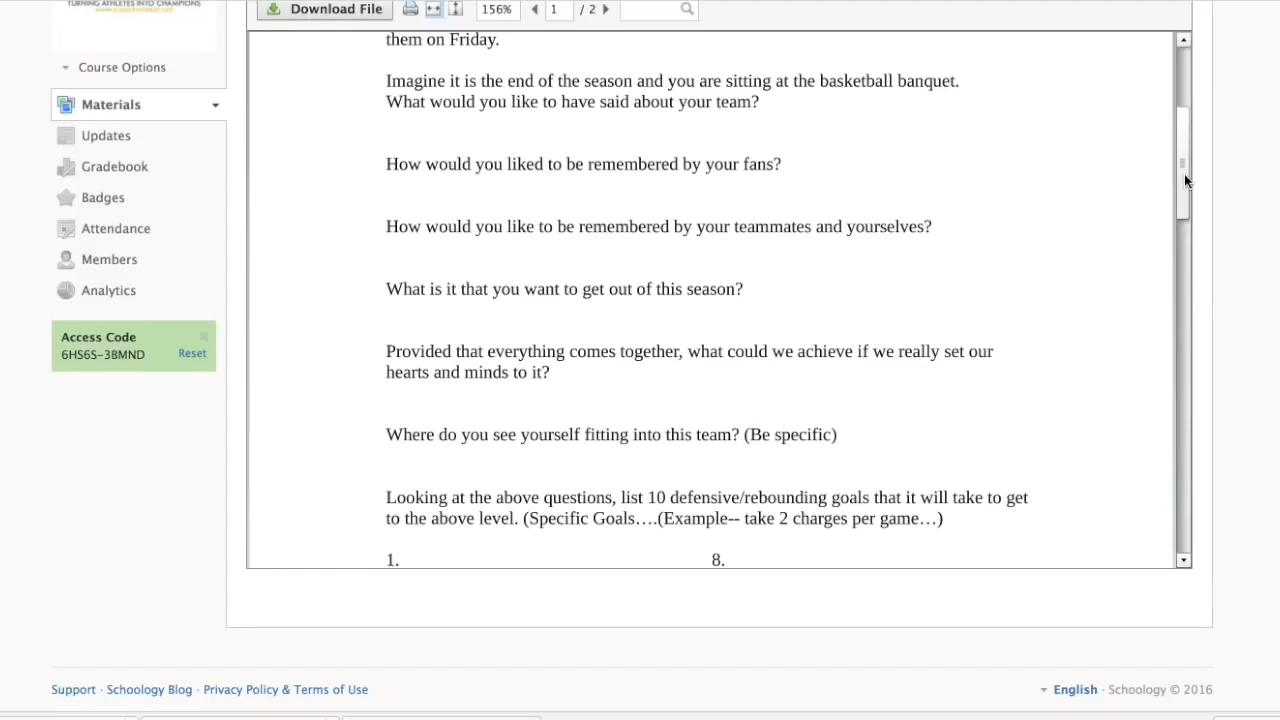 TURNING ATHLETES INTO CHAMPIONS
Download File
156%
1
/ 2
Course Options
Materials
Updates
Gradebook
Badges
Attendance
Members
Analytics
Access Code
6HS6S-3BMND
Reset
them on Friday.
Imagine it is the end of the season and you are sitting at the basketball banquet.
What would you like to have said about your team?
How would you liked to be remembered by your fans?
How would you like to be remembered by your teammates and yourselves?
What is it that you want to get out of this season?
Provided that everything comes together, what could we achieve if we really set our
hearts and minds to it?
Where do you see yourself fitting into this team? (Be specific)
Looking at the above questions, list 10 defensive/rebounding goals that it will take to get
to the above level. (Specific Goals….(Example-- take 2 charges per game…)
1. 8.
Support · Schoology Blog · Privacy Policy & Terms of Use
English · Schoology © 2016